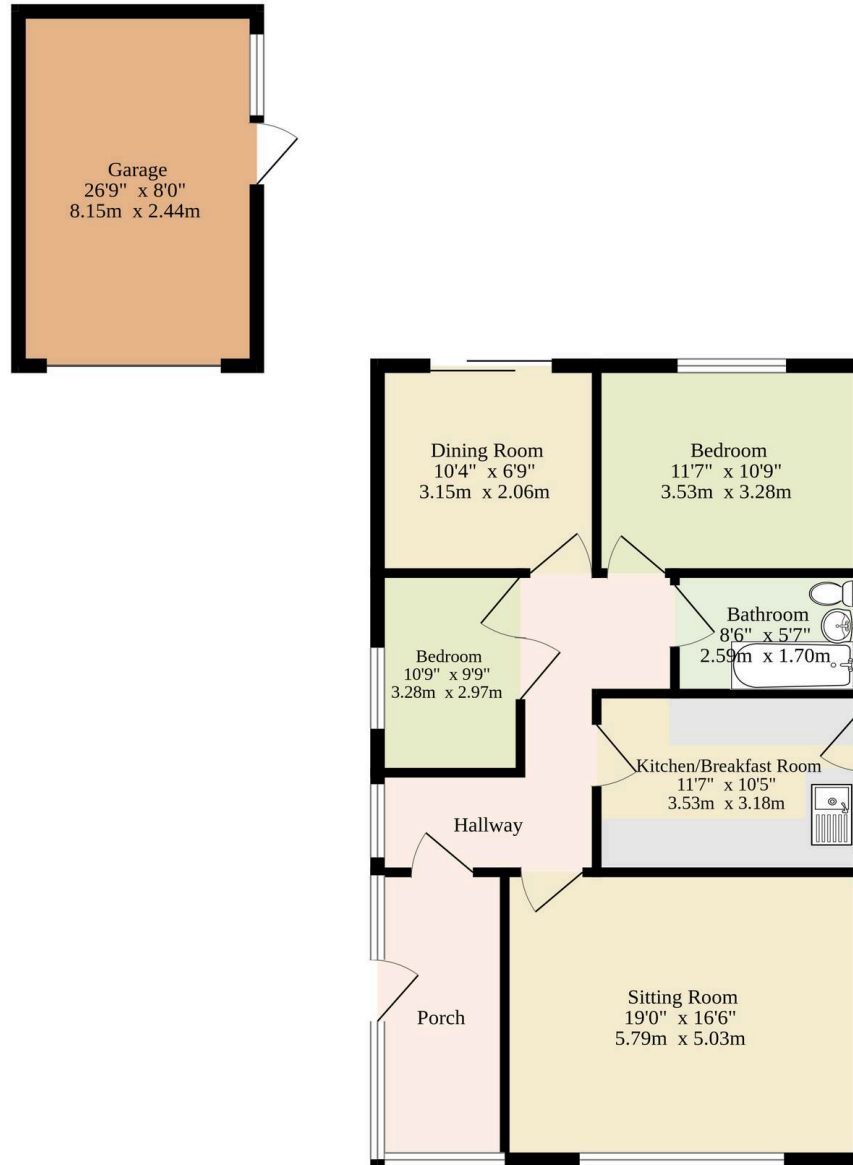 Garage
26'9" x 8'0"
8.15m x 2.44m
Dining Room
10'4" x 6'9"
3.15m x 2.06m
Bedroom
11'7" x 10'9"
3.53m x 3.28m
Bathroom
8'6" x 5'7"
2.59m x 1.70m
Bedroom
10'9" x 9'9"
3.28m x 2.97m
Kitchen/Breakfast Room
11'7" x 10'5"
3.53m x 3.18m
Hallway
Sitting Room
19'0" x 16'6"
5.79m x 5.03m
Porch